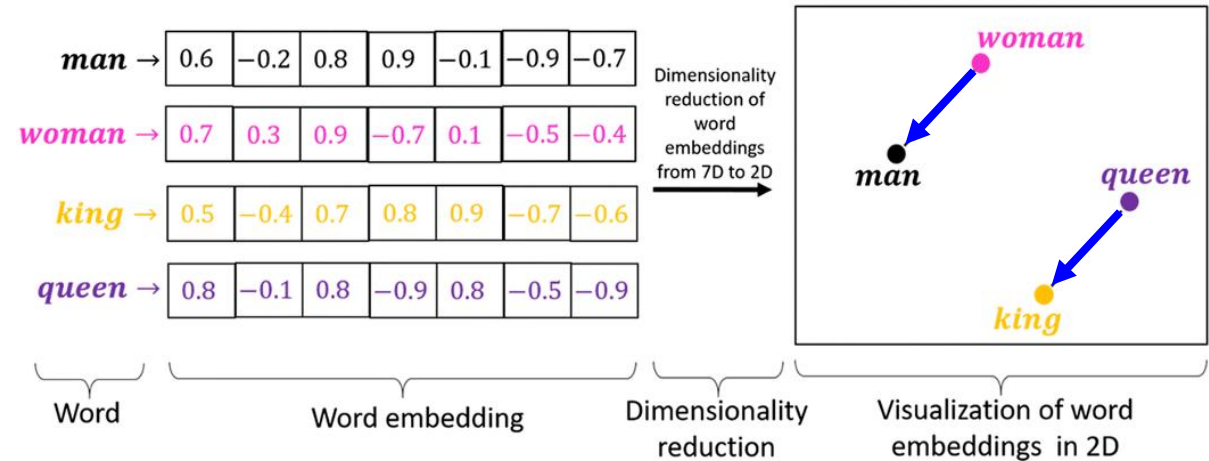 man → 0.6 −0.2 0.8 0.9 −0.1 −0.9 −0.7
woman → 0.7 0.3 0.9 −0.7 0.1 −0.5 −0.4
king → 0.5 −0.4 0.7 0.8 0.9 −0.7 −0.6
queen → 0.8 −0.1 0.8 −0.9 0.8 −0.5 −0.9
Dimensionality
reduction of
word
embeddings
from 7D to 2D
woman
man
queen
king
Word
Word embedding
Dimensionality
reduction
Visualization of word
embeddings in 2D